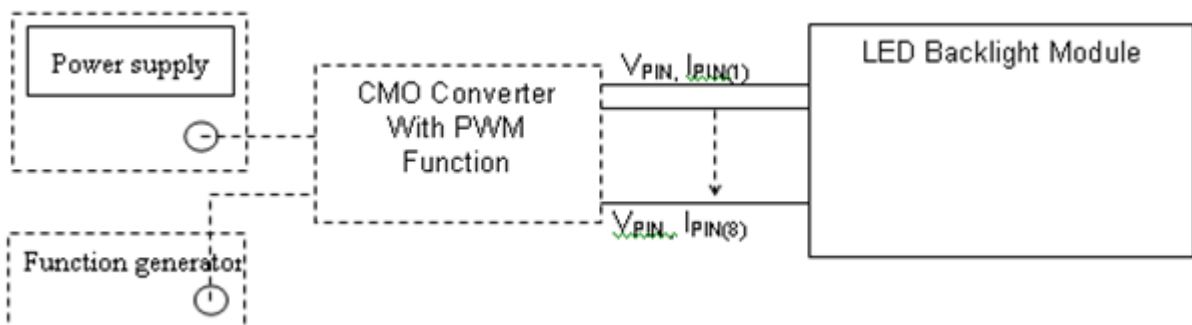 Power supply
CMO Converter
With PWM
Function
VPIN, IPIN(1)
VPIN, IPIN(8)
LED Backlight Module
Function generator